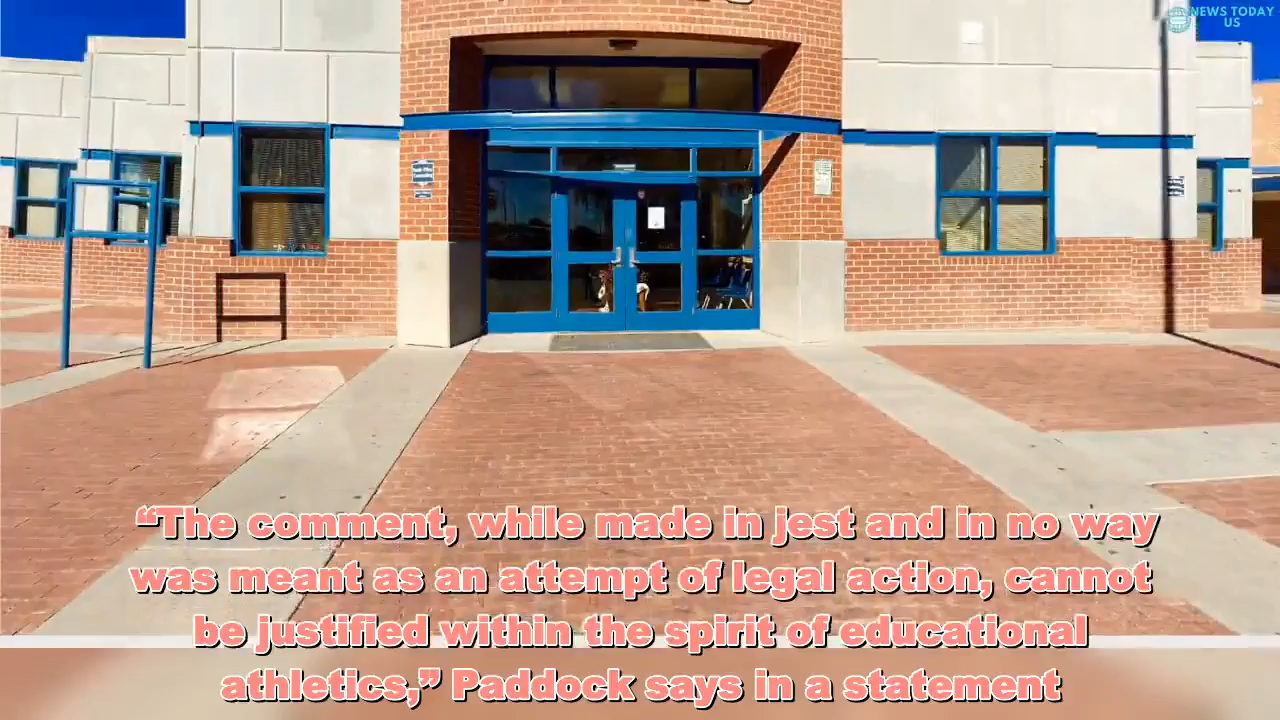 NEWS TODAY
US
“The comment, while made in jest and in no way
was meant as an attempt of legal action, cannot
be justified within the spirit of educational
athletics,” Paddock says in a statement